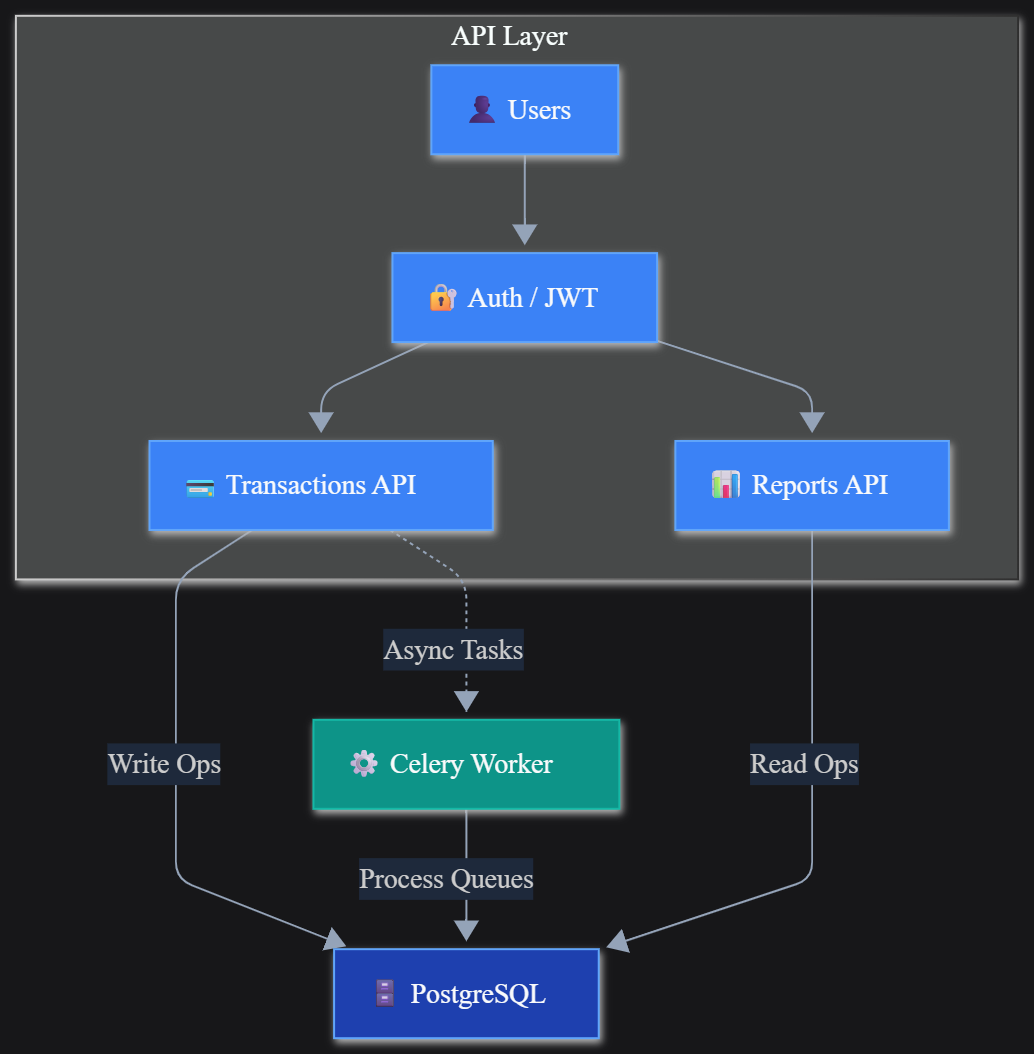 API Layer
Users
Auth / JWT
Transactions API
Reports API
Async Tasks
Write Ops
Celery Worker
Read Ops
Process Queues
PostgreSQL